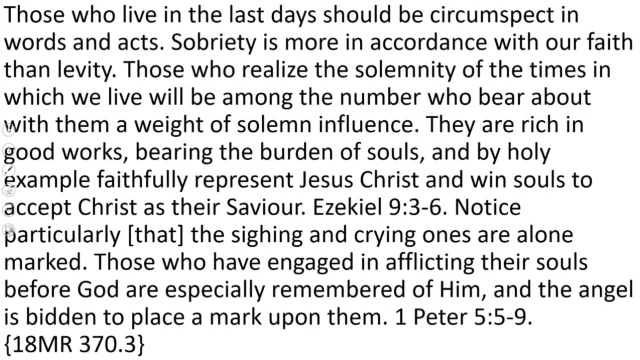 Those who live in the last days should be circumspect in
words and acts. Sobriety is more in accordance with our faith
than levity. Those who realize the solemnity of the times in
which we live will be among the number who bear about
with them a weight of solemn influence. They are rich in
good works, bearing the burden of souls, and by holy
example faithfully represent Jesus Christ and win souls to
accept Christ as their Saviour. Ezekiel 9:3-6. Notice
particularly [that] the sighing and crying ones are alone
marked. Those who have engaged in afflicting their souls
before God are especially remembered of Him, and the angel
is bidden to place a mark upon them. 1 Peter 5:5-9.
{18MR 370.3}